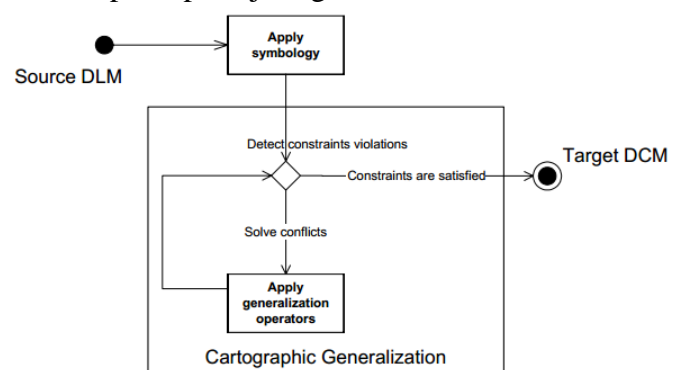 Apply
symbology
Source DLM
Detect constraints violations
Target DCM
Constraints are satisfied
Solve conflicts
Apply
generalization
operators
Cartographic Generalization